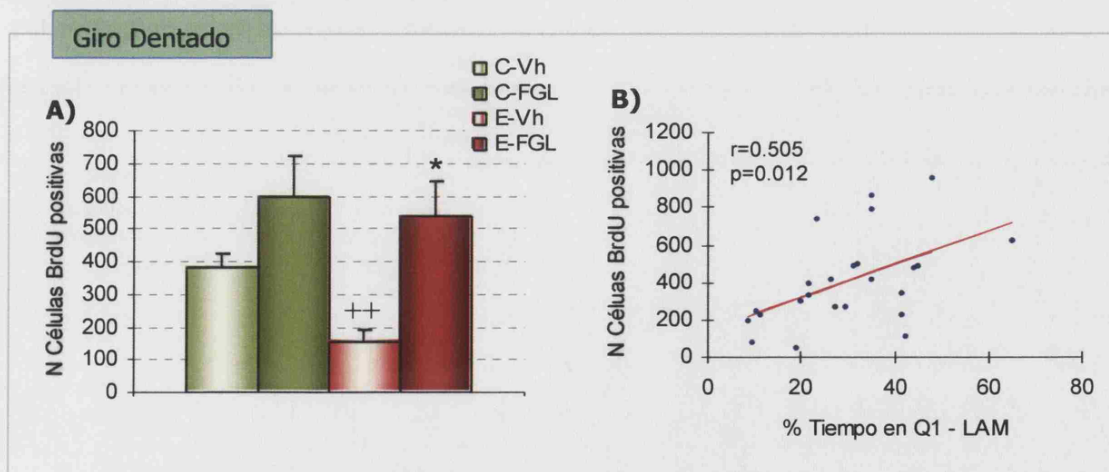 Giro Dentado
A)
C-Vh
C-FGL
E-Vh
E-FGL
N Células BrdU positivas
800
700
600
500
400
300
200
100
0
++
*
B)
N Céluas BrdU positivas
1200
1000
800
600
400
200
0
r=0.505
p=0.012
0 20 40 60 80
% Tiempo en Q1 - LAM